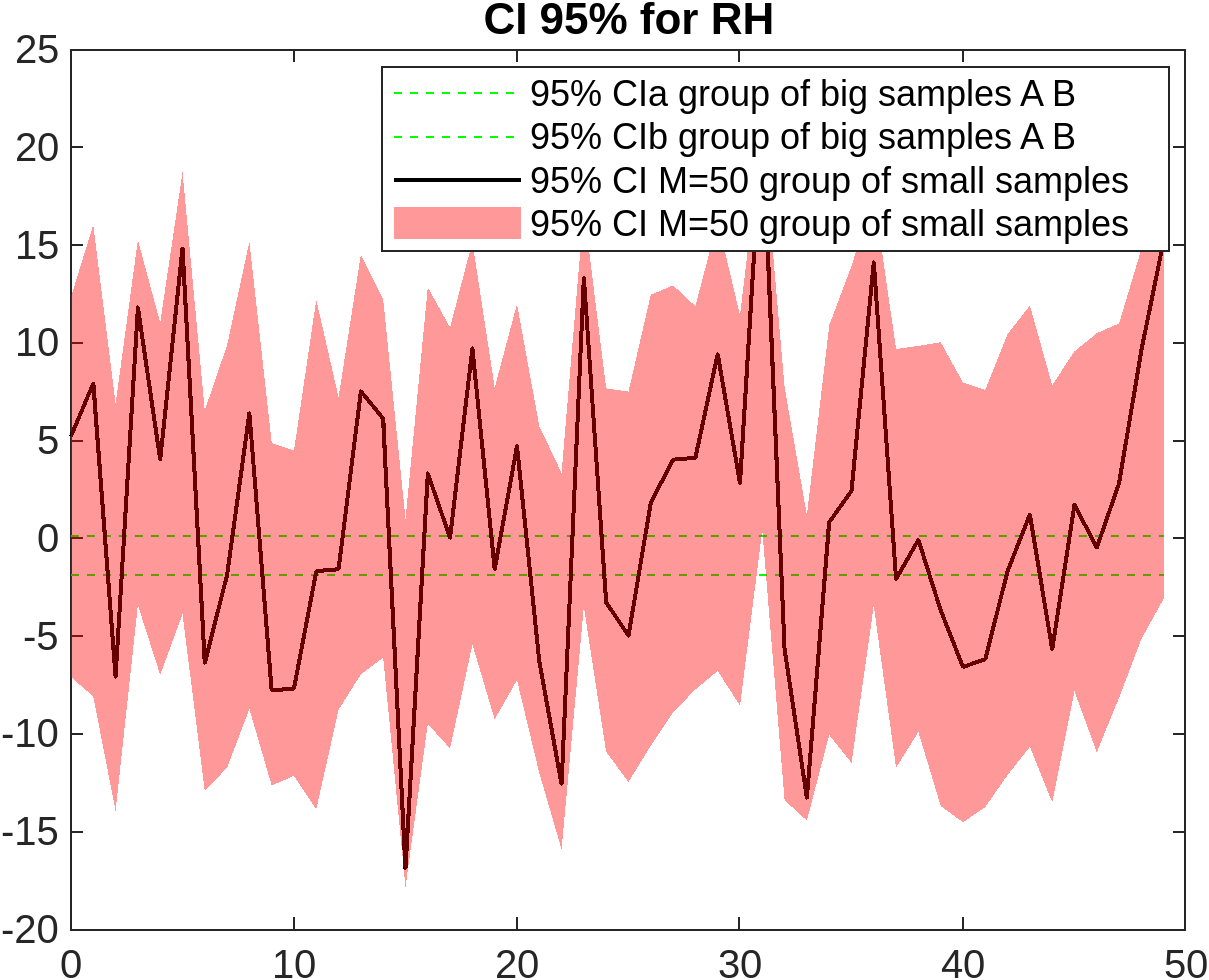 CI 95% for RH
25
20
15
10
5
0
-5
-10
-15
-20
95% CIa group of big samples A B
95% CIb group of big samples A B
95% CI M=50 group of small samples
95% CI M=50 group of small samples
0 10 20 30 40 50